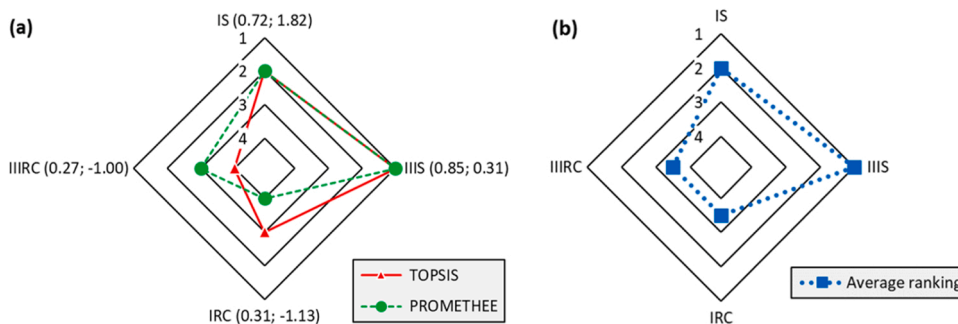 (a)
IS (0.72; 1.82)
1
2
3
4
IIIRC (0.27; -1.00)
IIIS (0.85; 0.31)
IRC (0.31; -1.13)
TOPSIS
PROMETHEE
(b)
IS
1
2
3
4
IIIRC
IIIS
IRC
Average ranking